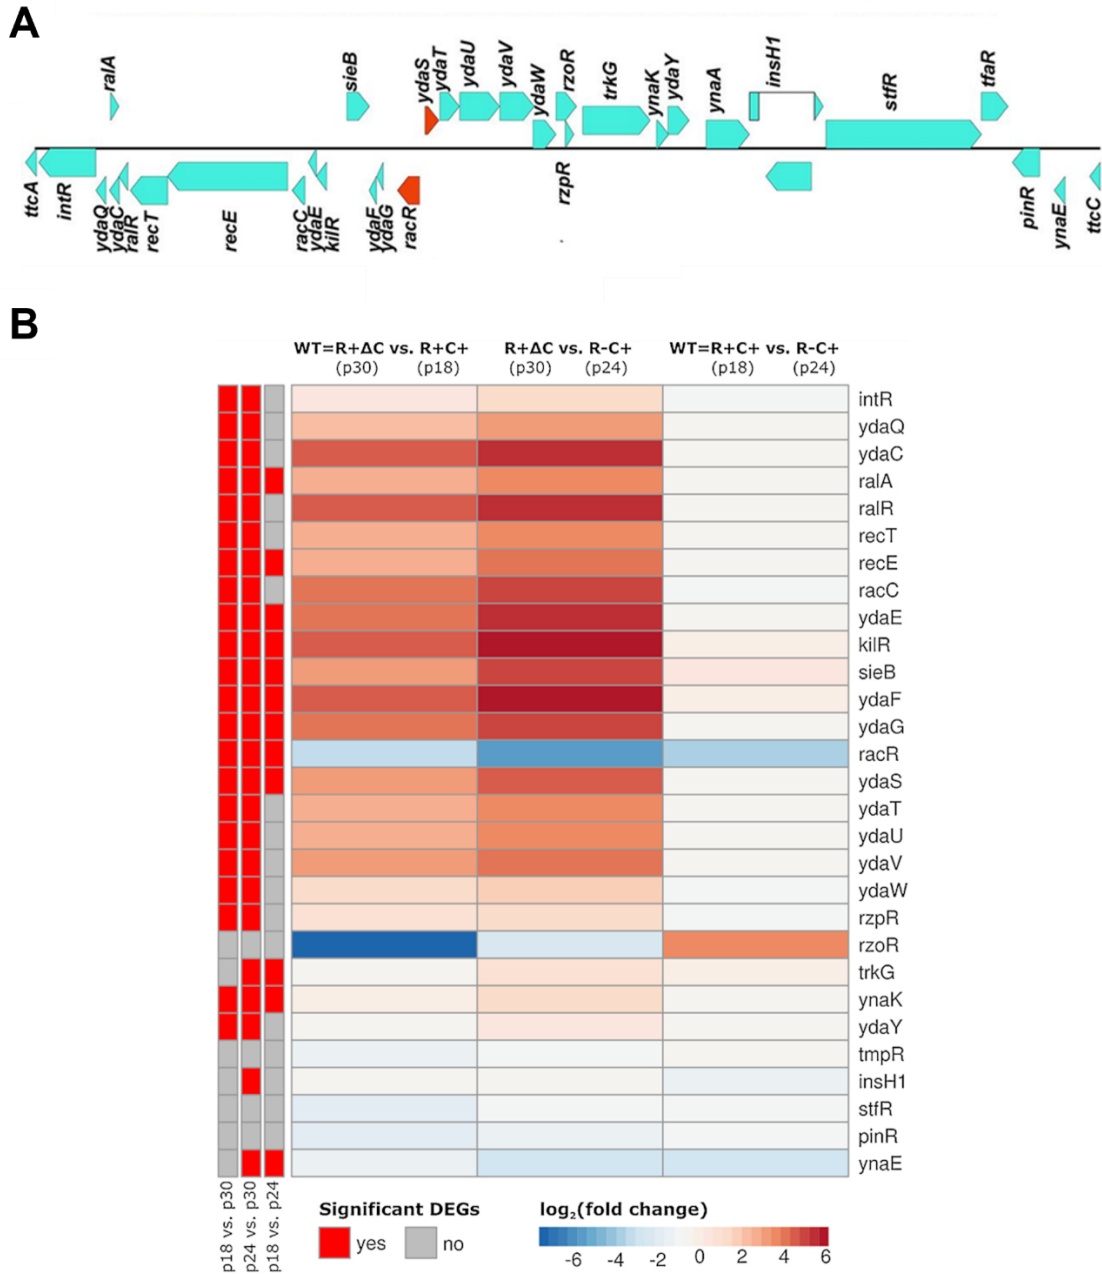 A
ralA
sieB
ydaS
ydaT
ydaU
ydaV
ydaW
rzoR
trkG
ynaK
ydaY
ynaA
insH1
stfR
tfaR
ttcA
intR
ydaQ
ydaC
ralR
recT
recE
racC
ydaE
kilR
ydaF
ydaG
racR
rzpR
pinR
ynaE
ttcC
B
WT=R+ΔC vs. R+C+ R+ΔC vs. R-C+ WT=R+C+ vs. R-C+
(p30) (p18) (p30) (p24) (p18) (p24)
intR
ydaQ
ydaC
ralA
ralR
recT
recE
racC
ydaE
kilR
sieB
ydaF
ydaG
racR
ydaS
ydaT
ydaU
ydaV
ydaW
rzpR
rzoR
trkG
ynaK
ydaY
tmpR
insH1
stfR
pinR
ynaE
p18 vs. p30
p24 vs. p30
p18 vs. p24
Significant DEGs
yes no
log₂(fold change)
-6 -4 -2 0 2 4 6